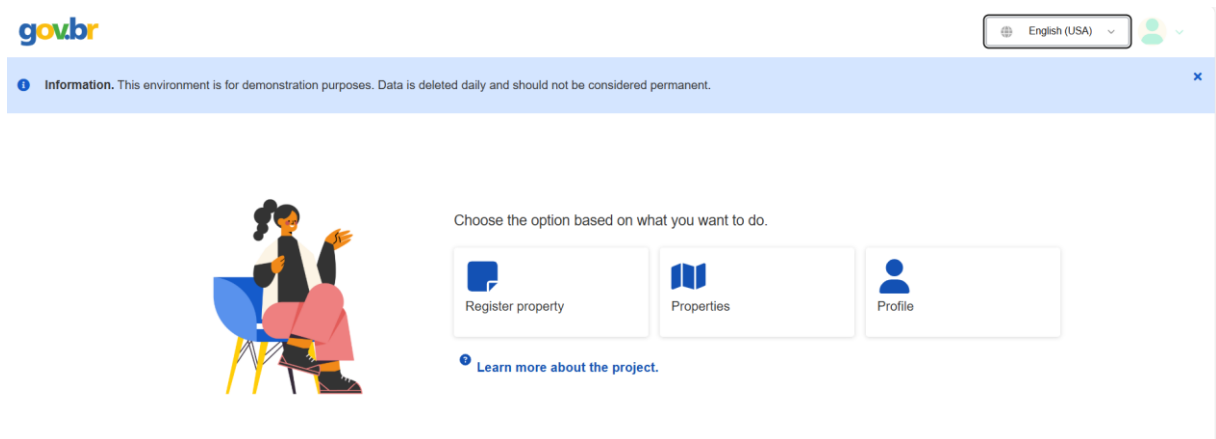 gov.br
English (USA)
Information. This environment is for demonstration purposes. Data is deleted daily and should not be considered permanent.
Choose the option based on what you want to do.
Register property
Properties
Profile
Learn more about the project.